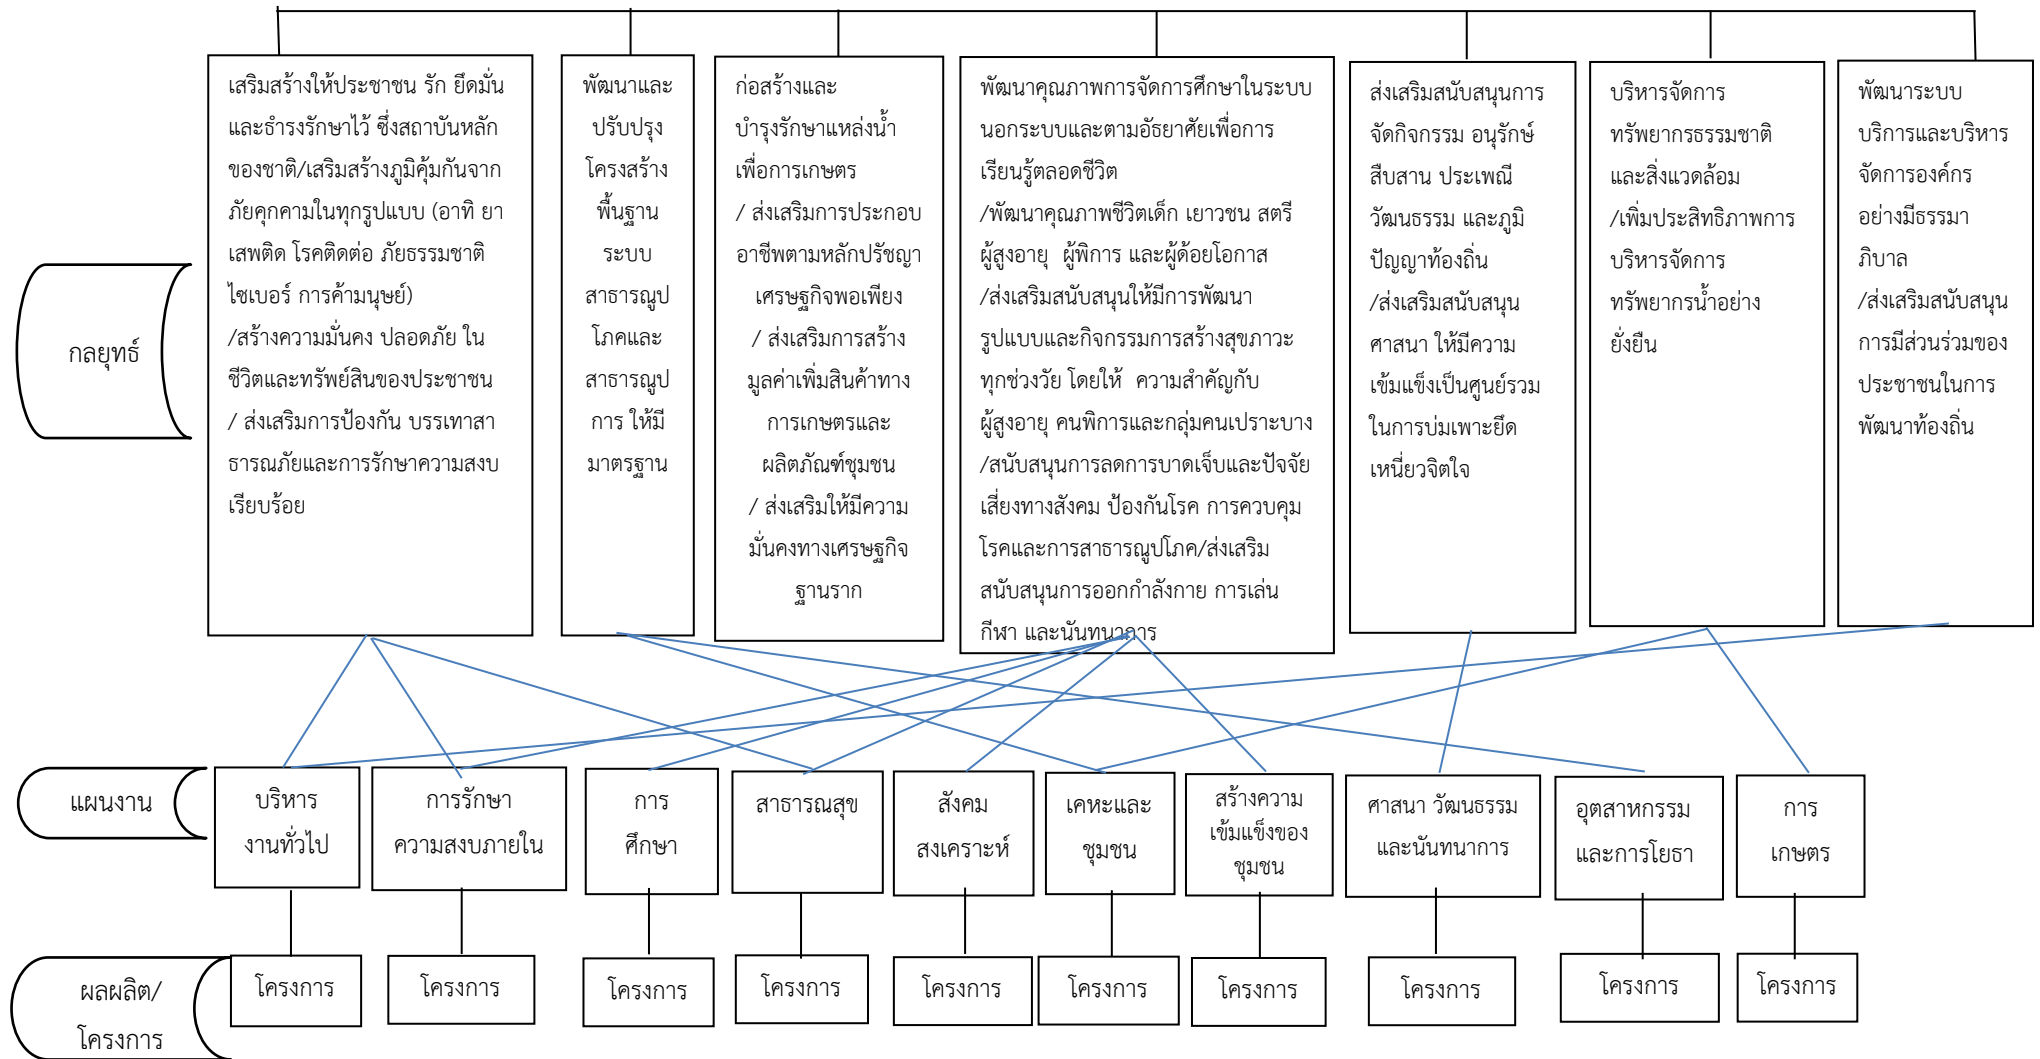 กลยุทธ์
เสริมสร้างให้ประชาชน รัก ยึดมั่น
และธำรงรักษาไว้ ซึ่งสถาบันหลัก
ของชาติ/เสริมสร้างภูมิคุ้มกันจาก
ภัยคุกคามในทุกรูปแบบ (อาทิ ยา
เสพติด โรคติดต่อ ภัยธรรมชาติ
ไซเบอร์ การค้ามนุษย์)
/สร้างความมั่นคง ปลอดภัย ใน
ชีวิตและทรัพย์สินของประชาชน
/ ส่งเสริมการป้องกัน บรรเทาสา
ธารณภัยและการรักษาความสงบ
เรียบร้อย
พัฒนาและ
ปรับปรุง
โครงสร้าง
พื้นฐาน
ระบบ
สาธารณูป
โภคและ
สาธารณูป
การ ให้มี
มาตรฐาน
ก่อสร้างและ
บำรุงรักษาแหล่งน้ำ
เพื่อการเกษตร
/ ส่งเสริมการประกอบ
อาชีพตามหลักปรัชญา
เศรษฐกิจพอเพียง
/ ส่งเสริมการสร้าง
มูลค่าเพิ่มสินค้าทาง
การเกษตรและ
ผลิตภัณฑ์ชุมชน
/ ส่งเสริมให้มีความ
มั่นคงทางเศรษฐกิจ
ฐานราก
พัฒนาคุณภาพการจัดการศึกษาในระบบ
นอกระบบและตามอัธยาศัยเพื่อการ
เรียนรู้ตลอดชีวิต
/พัฒนาคุณภาพชีวิตเด็ก เยาวชน สตรี
ผู้สูงอายุ ผู้พิการ และผู้ด้อยโอกาส
/ส่งเสริมสนับสนุนให้มีการพัฒนา
รูปแบบและกิจกรรมการสร้างสุขภาวะ
ทุกช่วงวัย โดยให้ ความสำคัญกับ
ผู้สูงอายุ คนพิการและกลุ่มคนเปราะบาง
/สนับสนุนการลดการบาดเจ็บและปัจจัย
เสี่ยงทางสังคม ป้องกันโรค การควบคุม
โรคและการสาธารณูปโภค/ส่งเสริม
สนับสนุนการออกกำลังกาย การเล่น
กีฬา และนันทนาการ
ส่งเสริมสนับสนุนการ
จัดกิจกรรม อนุรักษ์
สืบสาน ประเพณี
วัฒนธรรม และภูมิ
ปัญญาท้องถิ่น
/ส่งเสริมสนับสนุน
ศาสนา ให้มีความ
เข้มแข็งเป็นศูนย์รวม
ในการบ่มเพาะยึด
เหนี่ยวจิตใจ
บริหารจัดการ
ทรัพยากรธรรมชาติ
และสิ่งแวดล้อม
/เพิ่มประสิทธิภาพการ
บริหารจัดการ
ทรัพยากรน้ำอย่าง
ยั่งยืน
พัฒนาระบบ
บริการและบริหาร
จัดการองค์กร
อย่างมีธรรมา
ภิบาล
/ส่งเสริมสนับสนุน
การมีส่วนร่วมของ
ประชาชนในการ
พัฒนาท้องถิ่น
แผนงาน
บริหาร
งานทั่วไป
การรักษา
ความสงบภายใน
การ
ศึกษา
สาธารณสุข
สังคม
สงเคราะห์
เคหะและ
ชุมชน
สร้างความ
เข้มแข็งของ
ชุมชน
ศาสนา วัฒนธรรม
และนันทนาการ
อุตสาหกรรม
และการโยธา
การ
เกษตร
ผลผลิต/
โครงการ
โครงการ
โครงการ
โครงการ
โครงการ
โครงการ
โครงการ
โครงการ
โครงการ
โครงการ
โครงการ